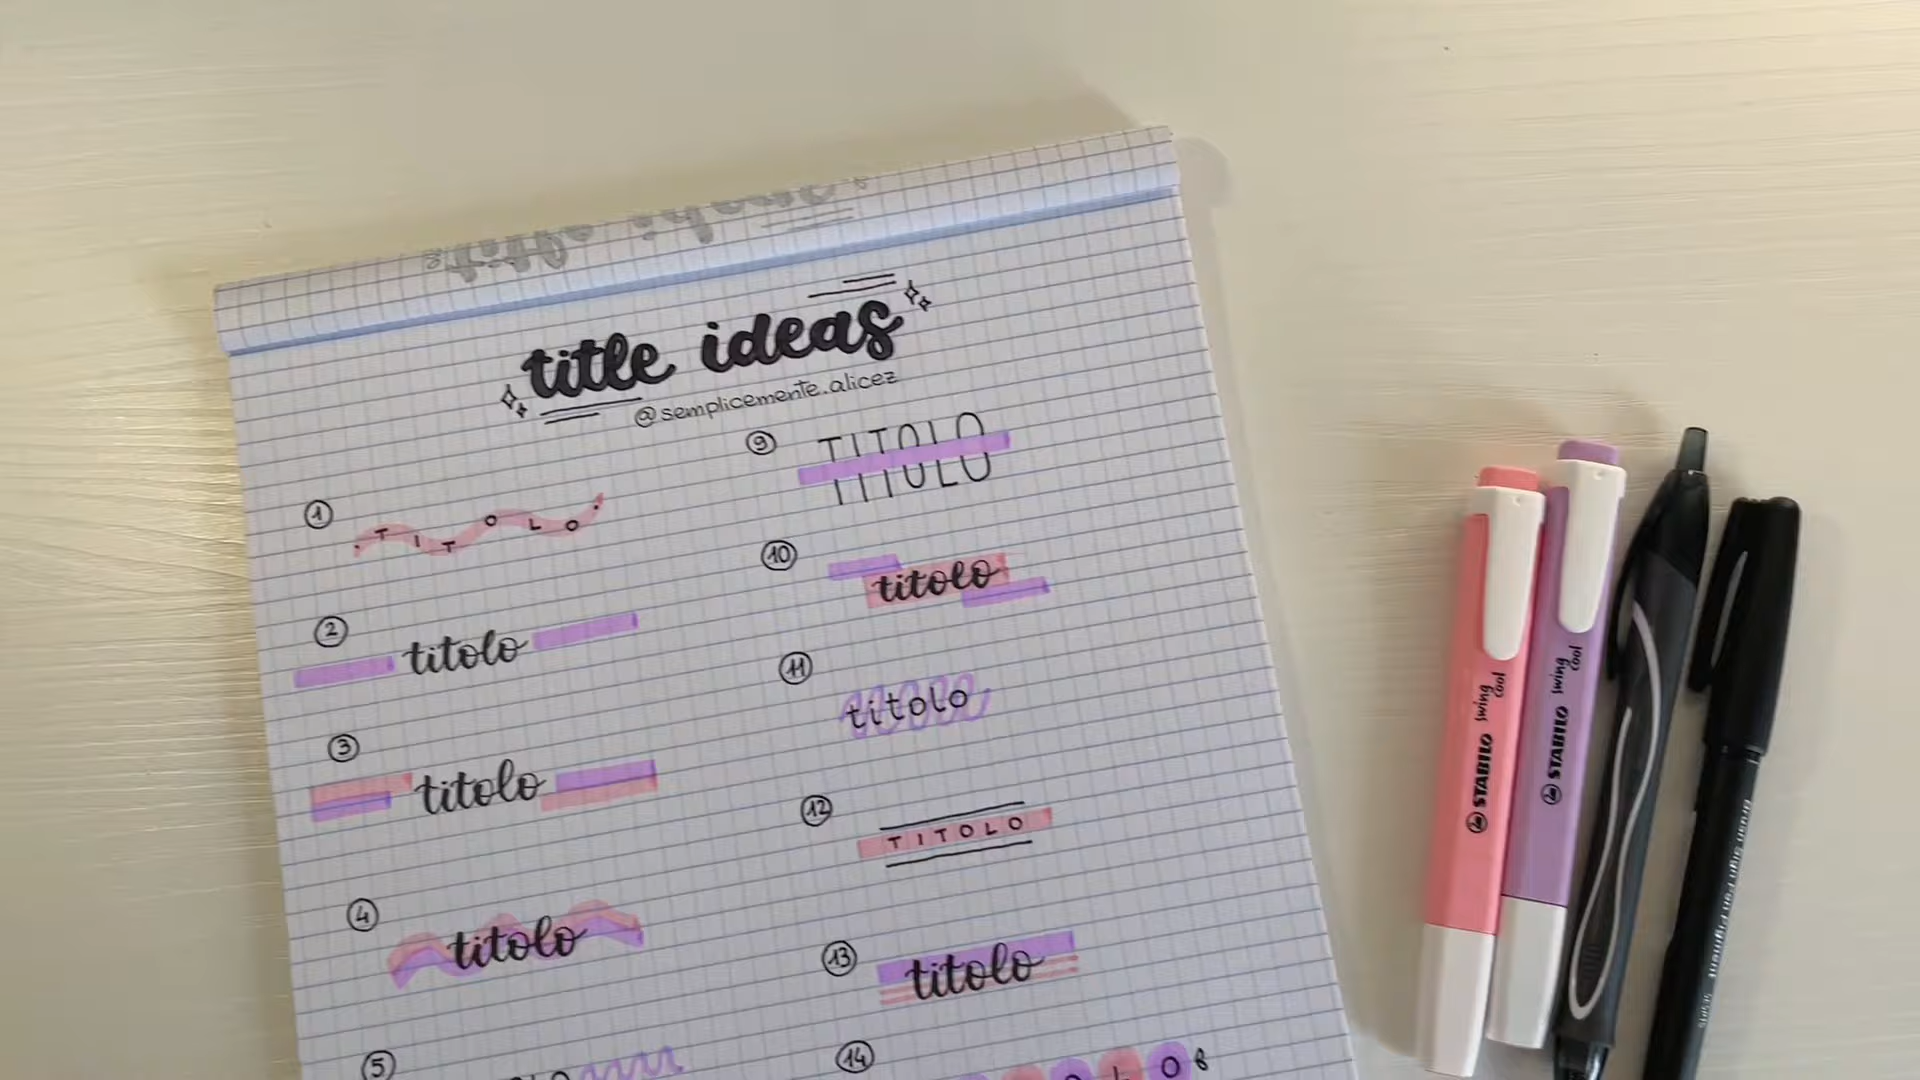 title ideas
@semplicemente.alicez
1
TITOLO
2
titolo
3
titolo
4
titolo
5
9
TITOLO
10
titolo
11
titolo
12
TITOLO
13
titolo
14
STABILO swing cool
STABILO swing cool